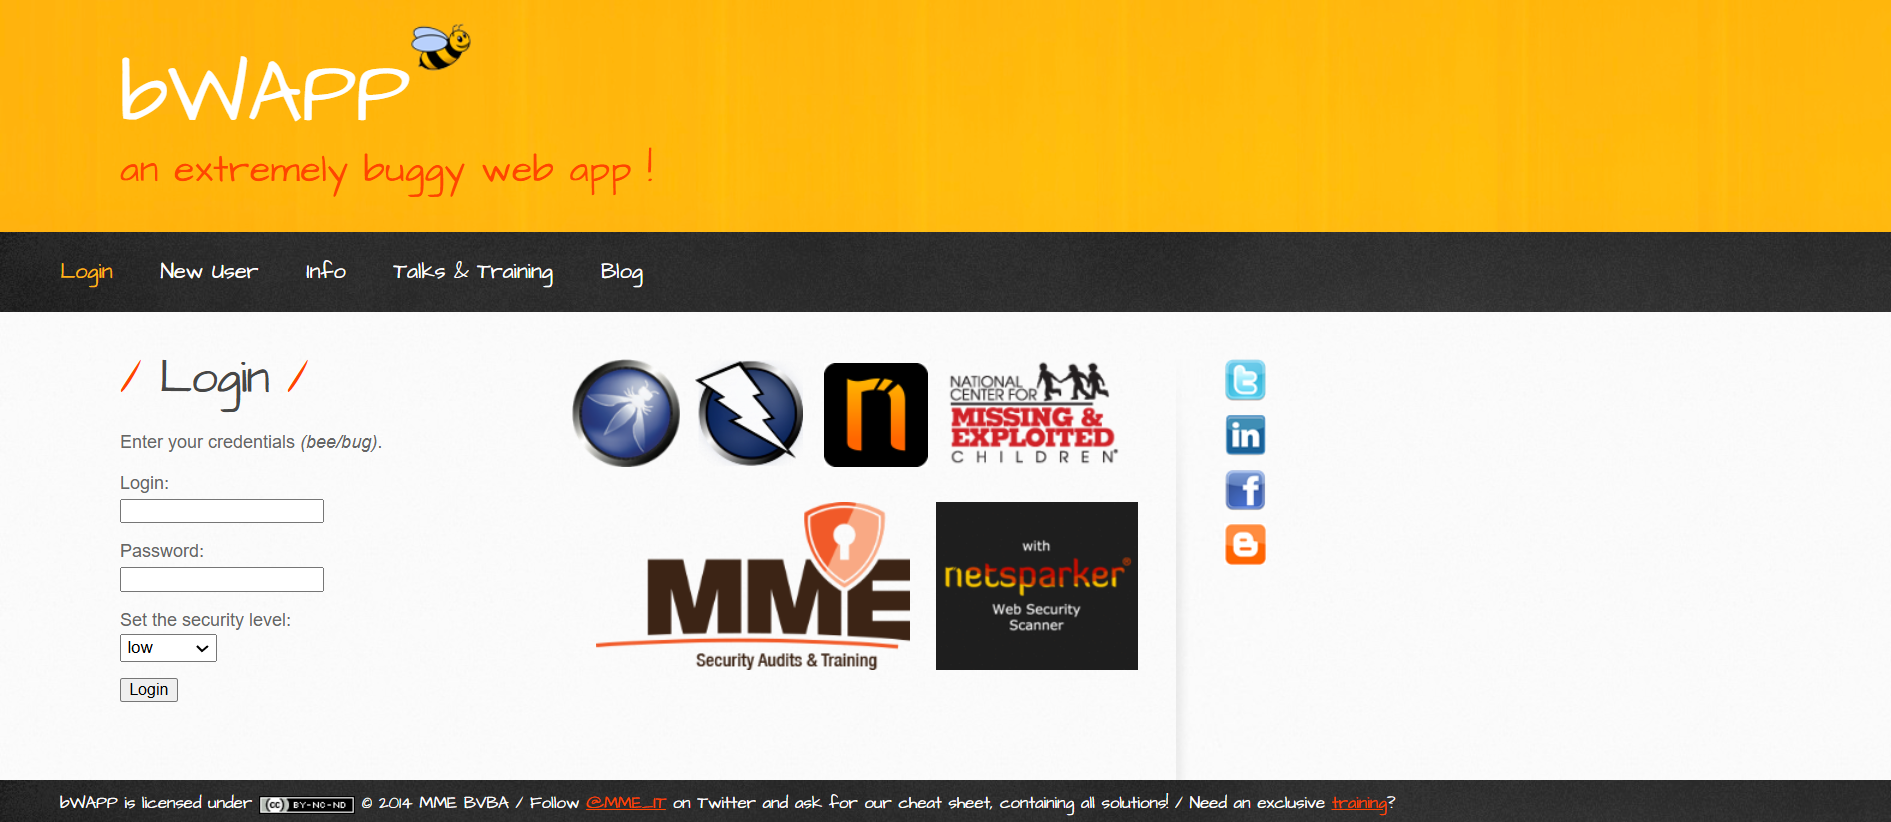 bWAPP
an extremely buggy web app !
Login
New User
Info
Talks & Training
Blog
/ Login /
Enter your credentials (bee/bug).
Login:
Password:
Set the security level:
low
Login
n
NATIONAL
CENTER FOR
MISSING &
EXPLOITED
CHILDREN®
MME
Security Audits & Training
with
netsparker®
Web Security
Scanner
t
in
f
B
bWAPP is licensed under (cc) BY-NC-ND © 2014 MME BVBA / Follow @MME_IT on Twitter and ask for our cheat sheet, containing all solutions! / Need an exclusive training?